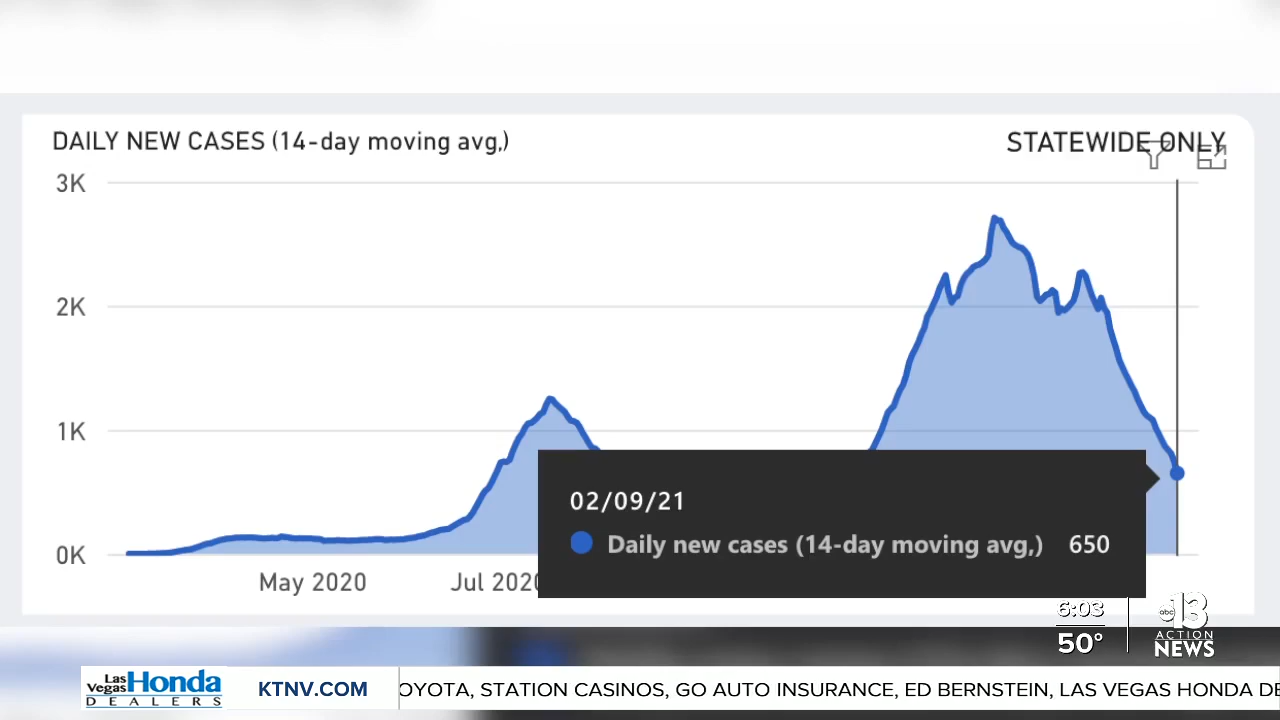 DAILY NEW CASES (14-day moving avg,)
STATEWIDE ONLY
3K
2K
1K
0K
May 2020
Jul 2020
02/09/21
Daily new cases (14-day moving avg,) 650
6:03
50°
abc 13
ACTION
NEWS
Las Vegas Honda
DEALERS
KTNV.COM
OYOTA, STATION CASINOS, GO AUTO INSURANCE, ED BERNSTEIN, LAS VEGAS HONDA DE